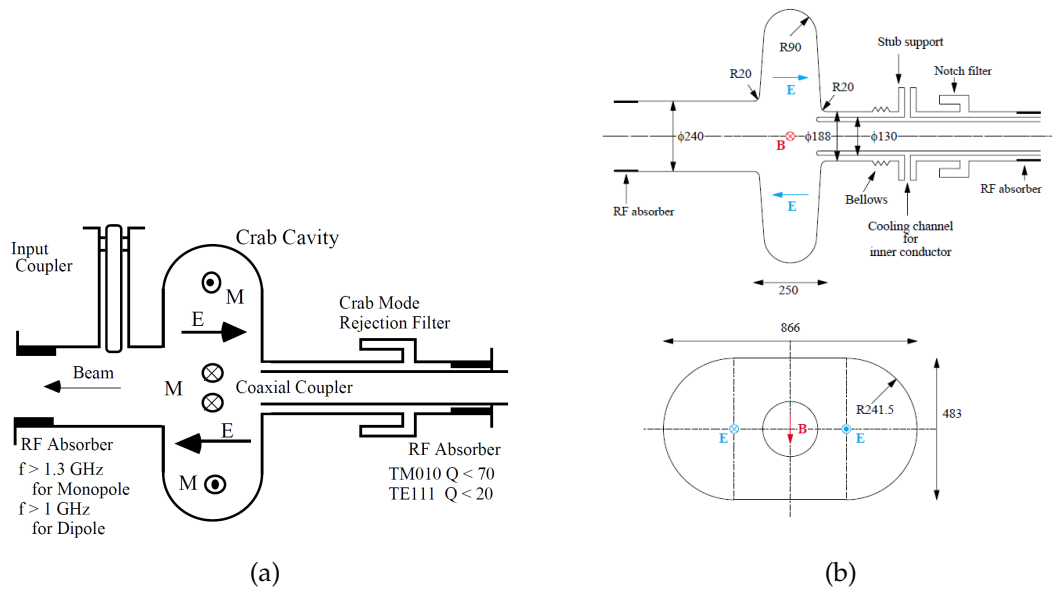 Input
Coupler
Crab Cavity
M
E
Crab Mode
Rejection Filter
Beam
M
Coaxial Coupler
E
RF Absorber
f > 1.3 GHz
for Monopole
f > 1 GHz
for Dipole
M
RF Absorber
TM010 Q < 70
TE111 Q < 20
(a)
R90
Stub support
Notch filter
R20
E
R20
ϕ240
B
ϕ188
ϕ130
RF absorber
E
Bellows
RF absorber
Cooling channel
for
inner conductor
250
866
R241.5
483
E
B
E
(b)